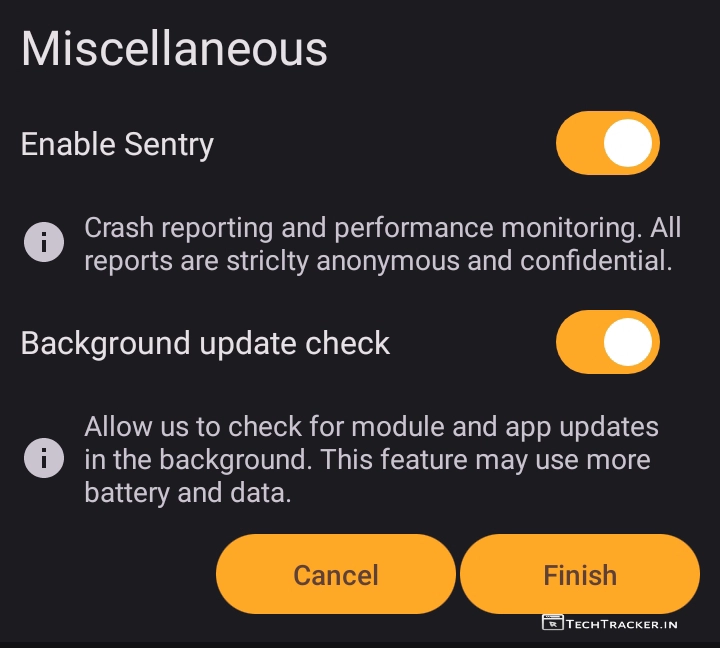 Miscellaneous
Enable Sentry
Crash reporting and performance monitoring. All
reports are striclty anonymous and confidential.
Background update check
Allow us to check for module and app updates
in the background. This feature may use more
battery and data.
Cancel
Finish
TECHTRACKER.IN